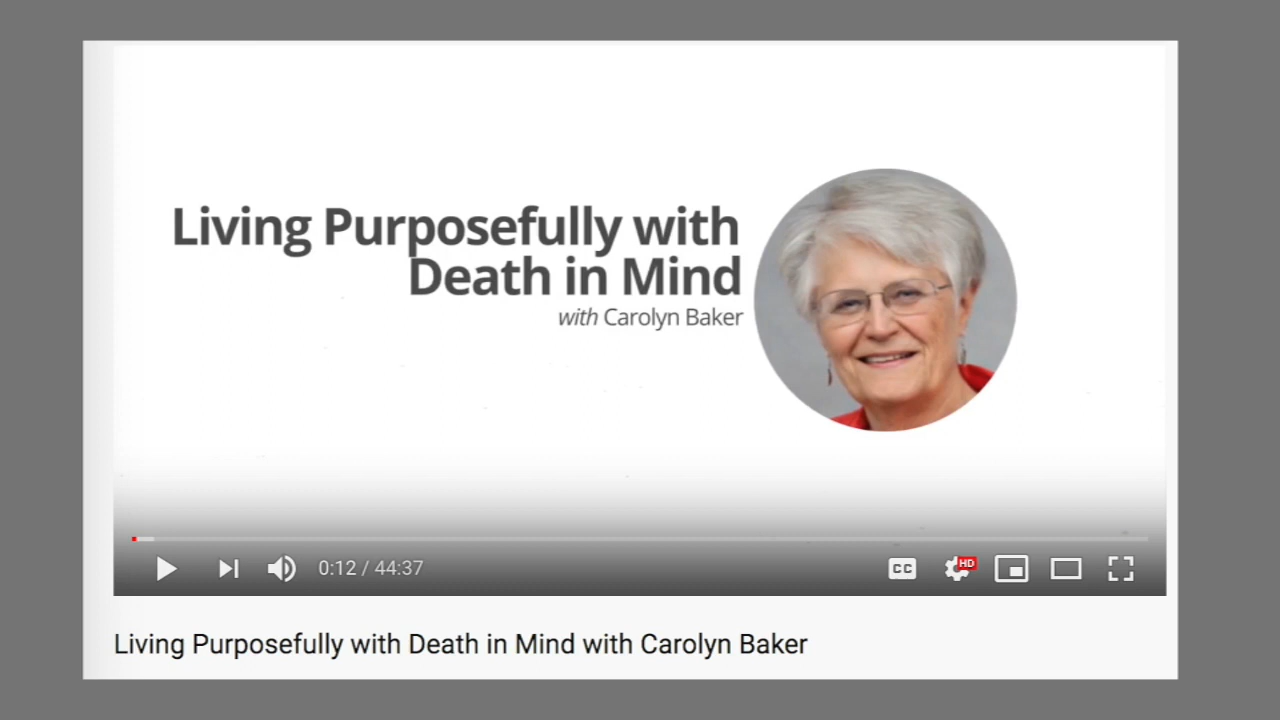 Living Purposefully with
Death in Mind
with Carolyn Baker
0:12 / 44:37
CC
HD
Living Purposefully with Death in Mind with Carolyn Baker